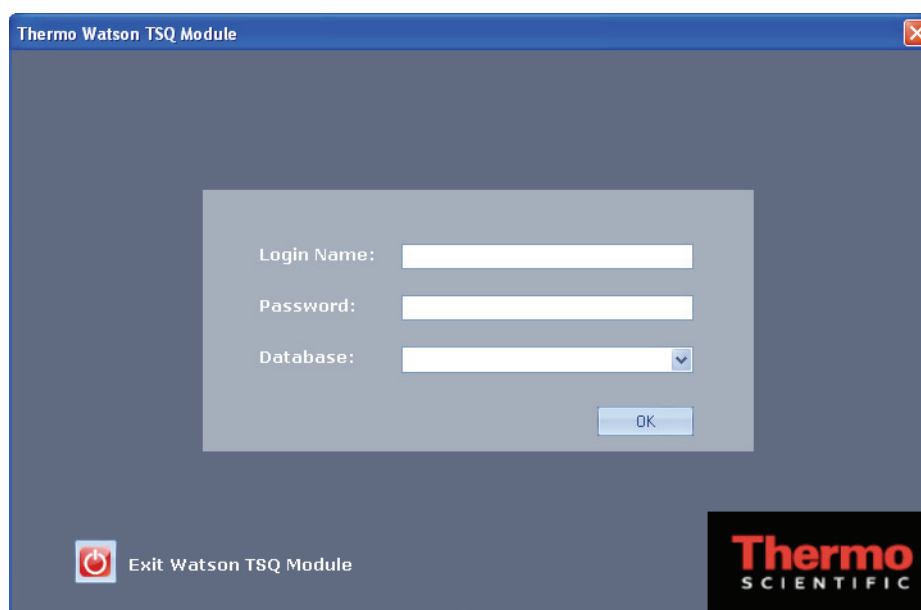 Thermo Watson TSQ Module
Login Name:
Password:
Database:
OK
Exit Watson TSQ Module
Thermo
SCIENTIFIC